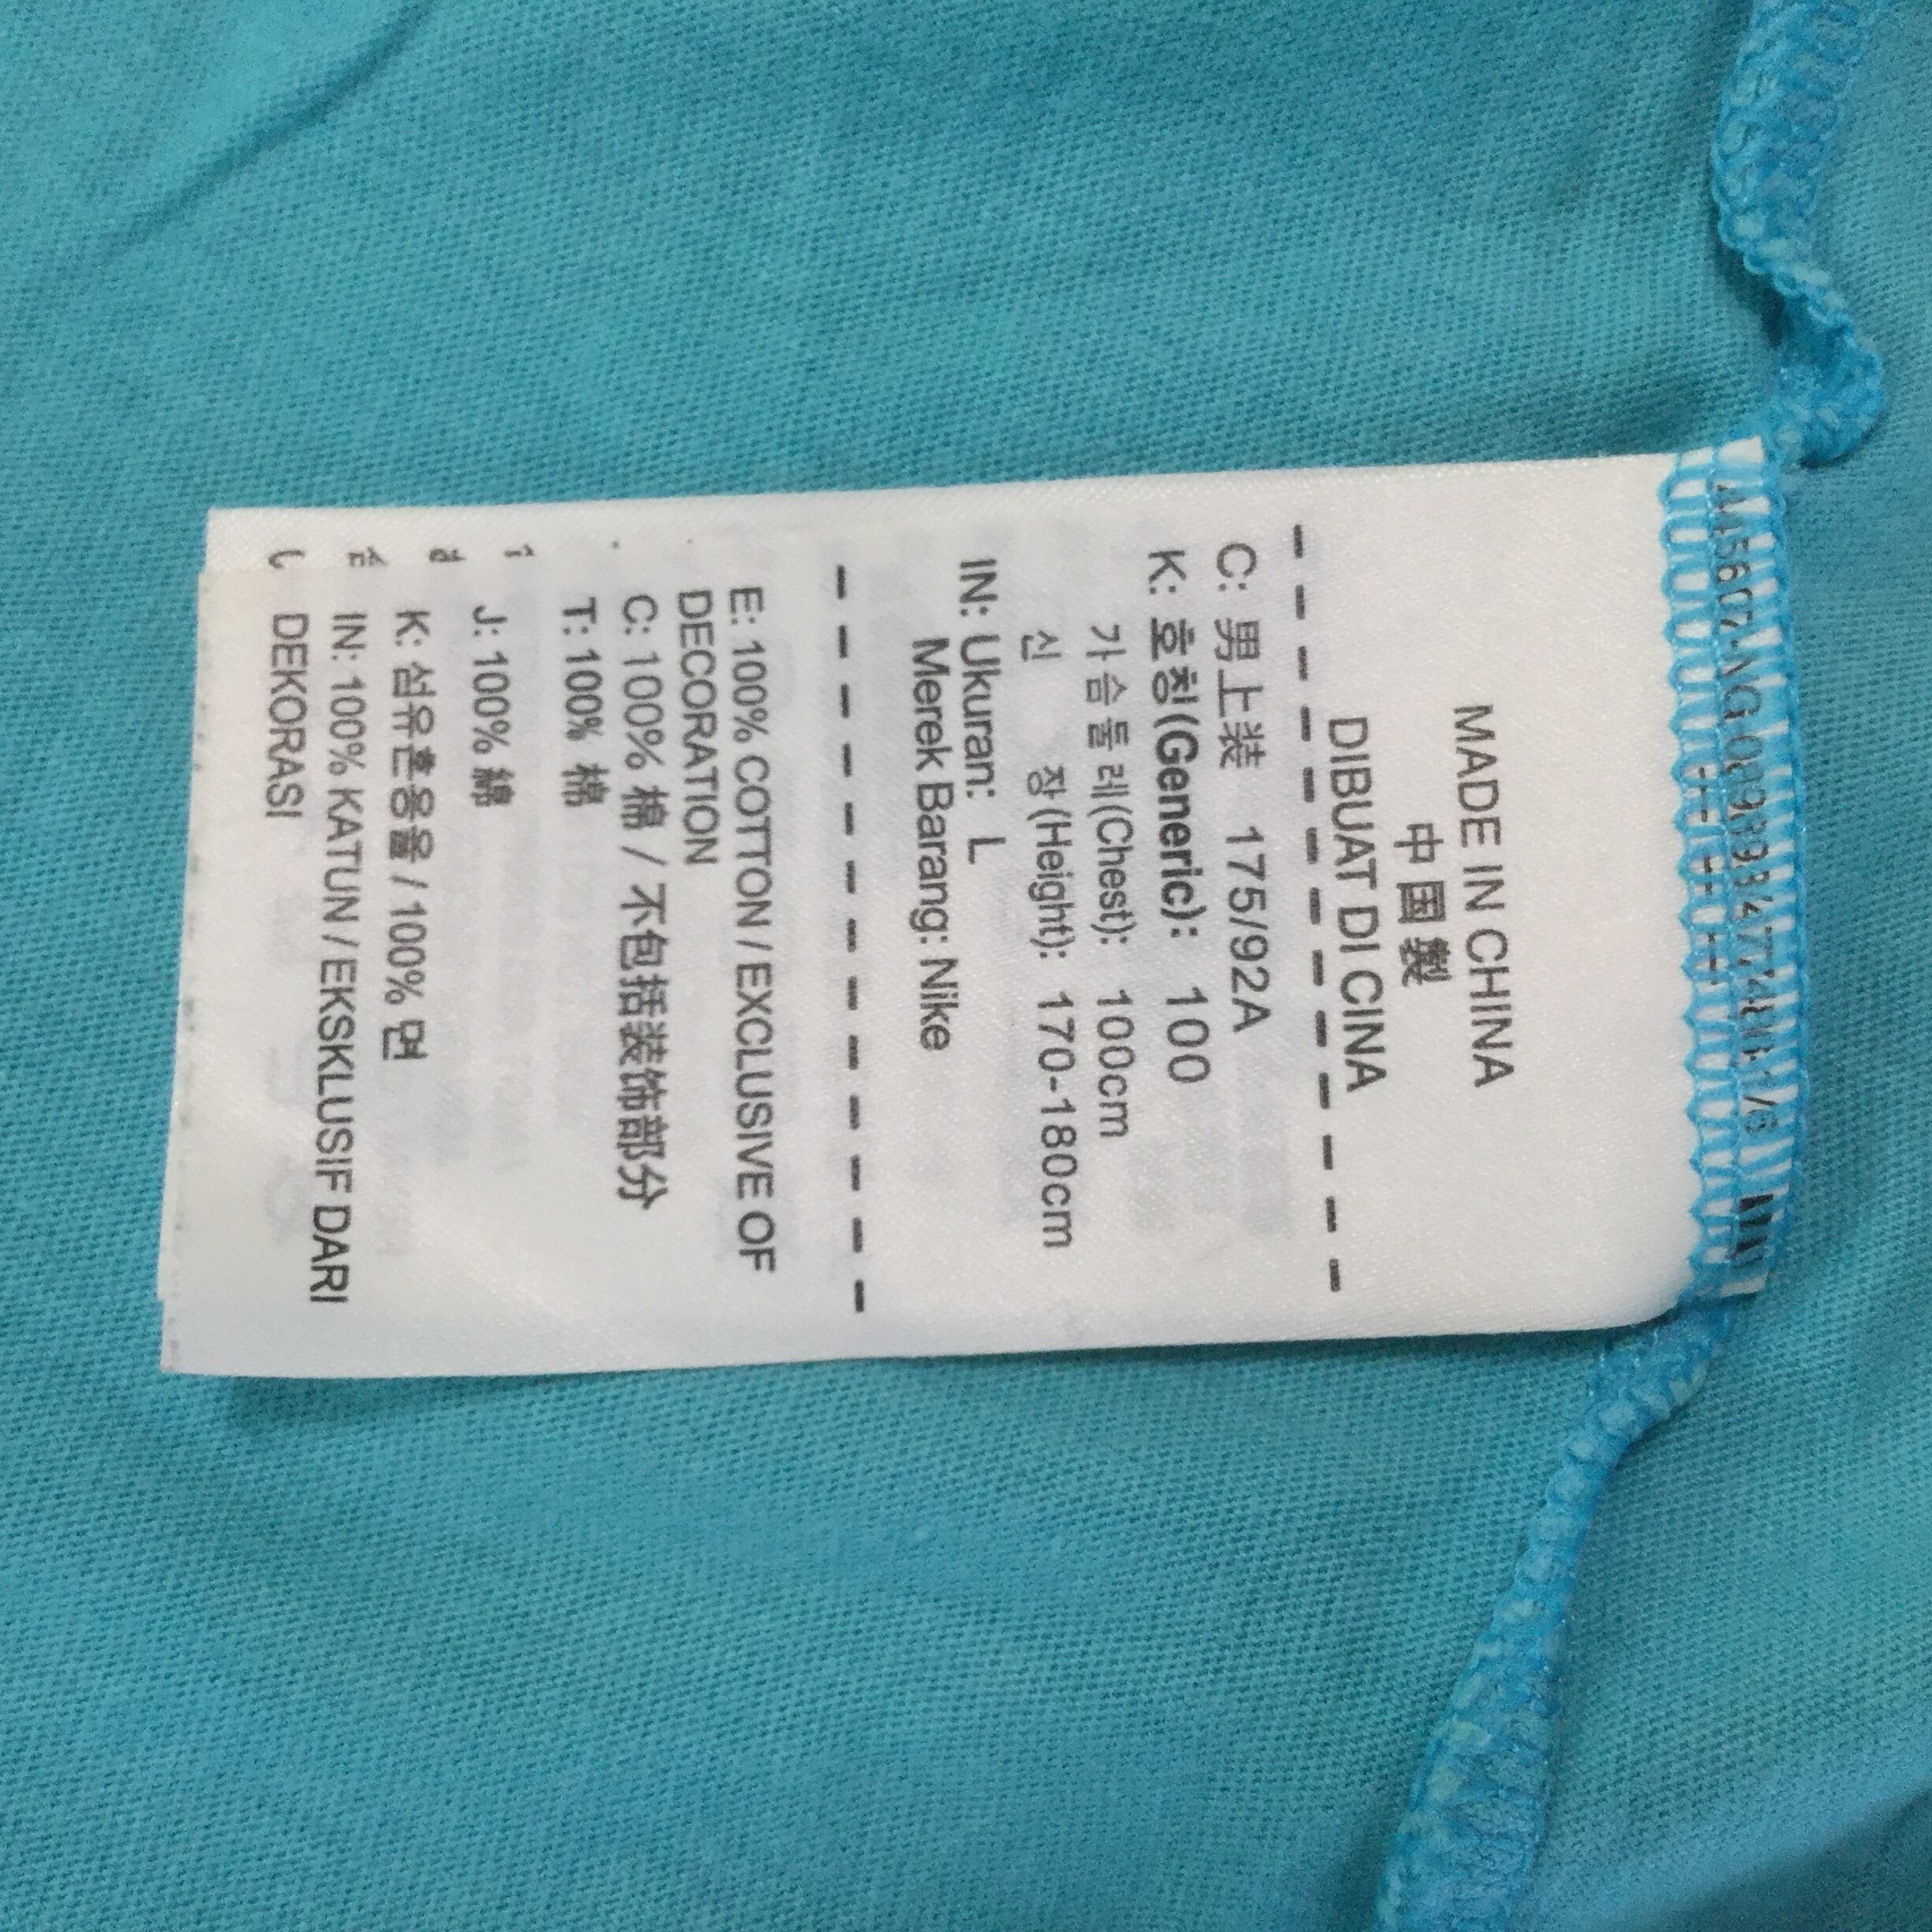 MADE IN CHINA
中国製
DIBUAT DI CINA
C: 男上装 175/92A
K: 호칭(Generic): 100
가슴둘레(Chest): 100cm
신 장(Height): 170-180cm
IN: Ukuran: L
Merek Barang: Nike
E: 100% COTTON / EXCLUSIVE OF
DECORATION
C: 100% 棉 / 不包括装饰部分
T: 100% 棉
J: 100% 綿
K: 섬유혼용율 / 100% 면
IN: 100% KATUN / EKSKLUSIF DARI
DEKORASI